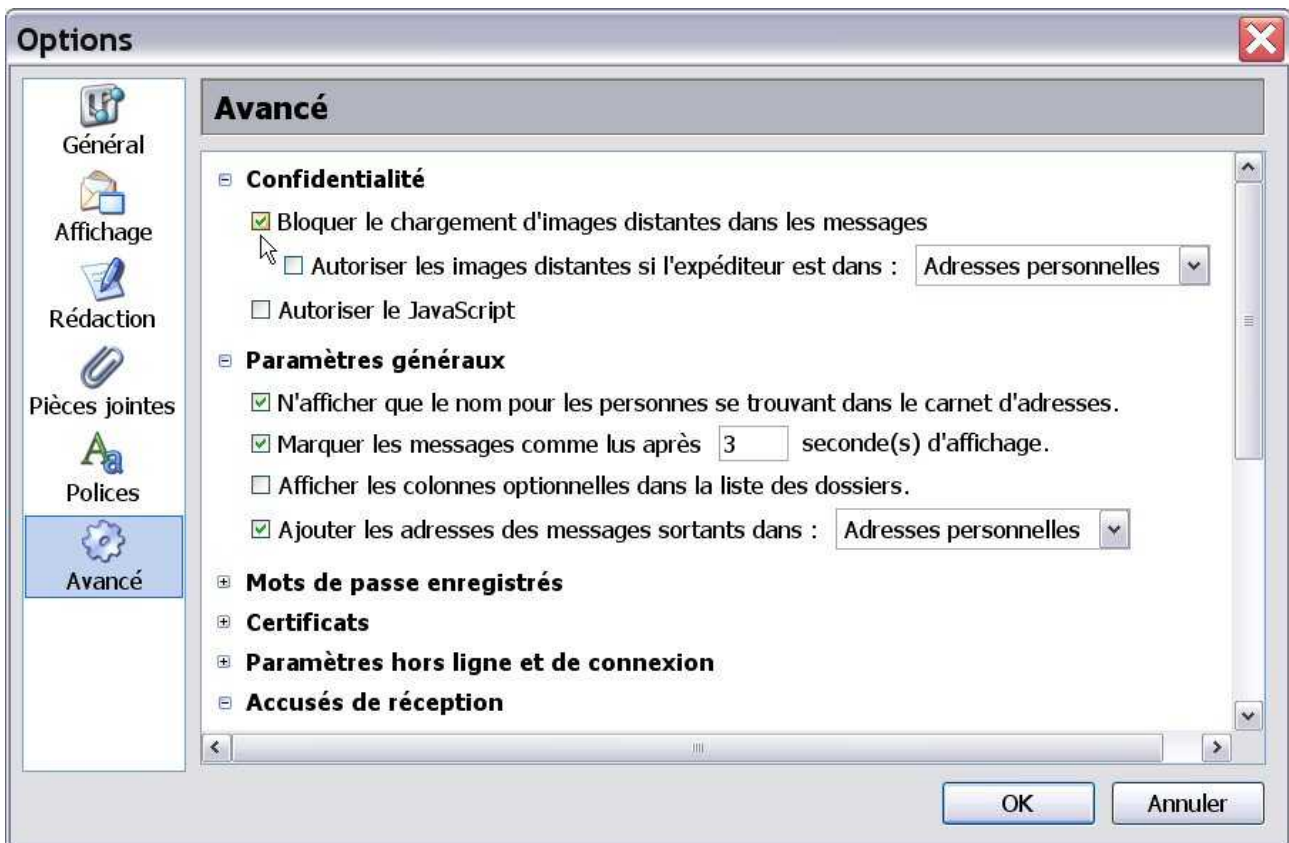 Options
Général
Affichage
Rédaction
Pièces jointes
Polices
Avancé
Avancé
Confidentialité
Bloquer le chargement d'images distantes dans les messages
Autoriser les images distantes si l'expéditeur est dans : Adresses personnelles
Autoriser le JavaScript
Paramètres généraux
N'afficher que le nom pour les personnes se trouvant dans le carnet d'adresses.
Marquer les messages comme lus après 3 seconde(s) d'affichage.
Afficher les colonnes optionnelles dans la liste des dossiers.
Ajouter les adresses des messages sortants dans : Adresses personnelles
Mots de passe enregistrés
Certificats
Paramètres hors ligne et de connexion
Accusés de réception
OK Annuler